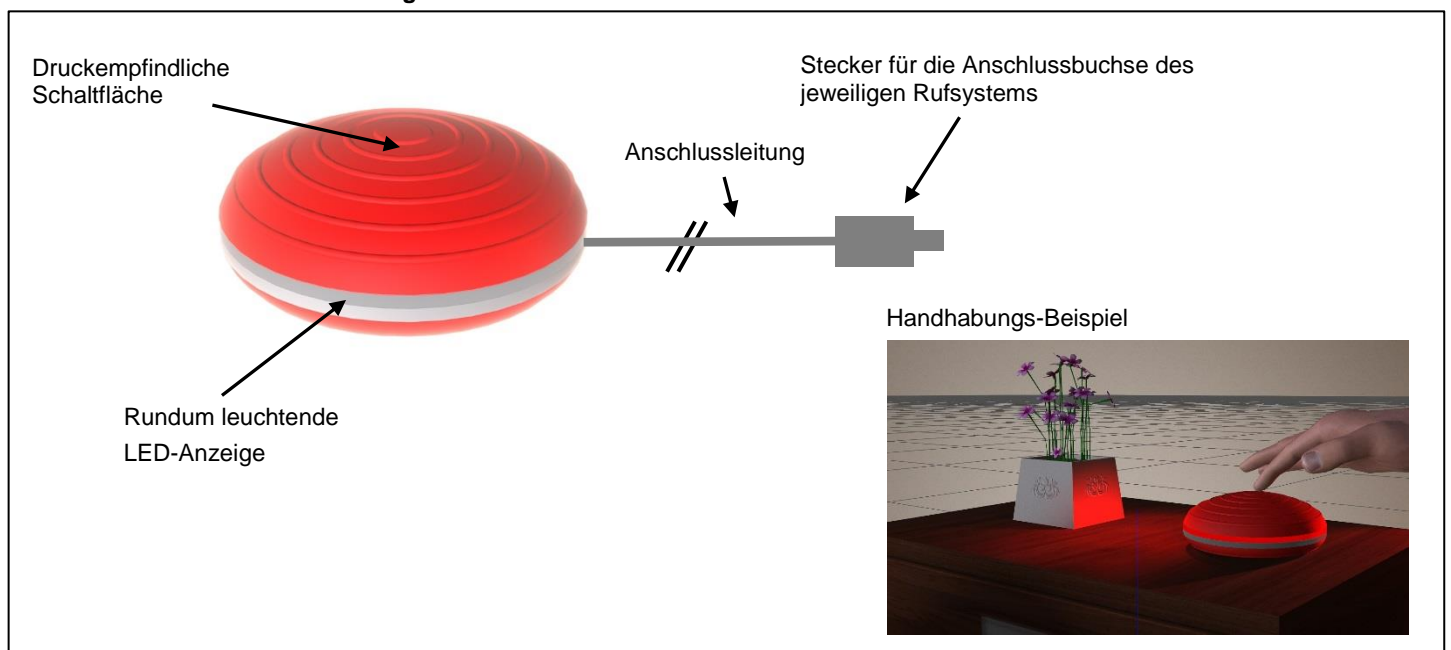 Druckempfindliche
Schaltfläche
Stecker für die Anschlussbuchse des
jeweiligen Rufsystems
Anschlussleitung
Handhabungs-Beispiel
Rundum leuchtende
LED-Anzeige